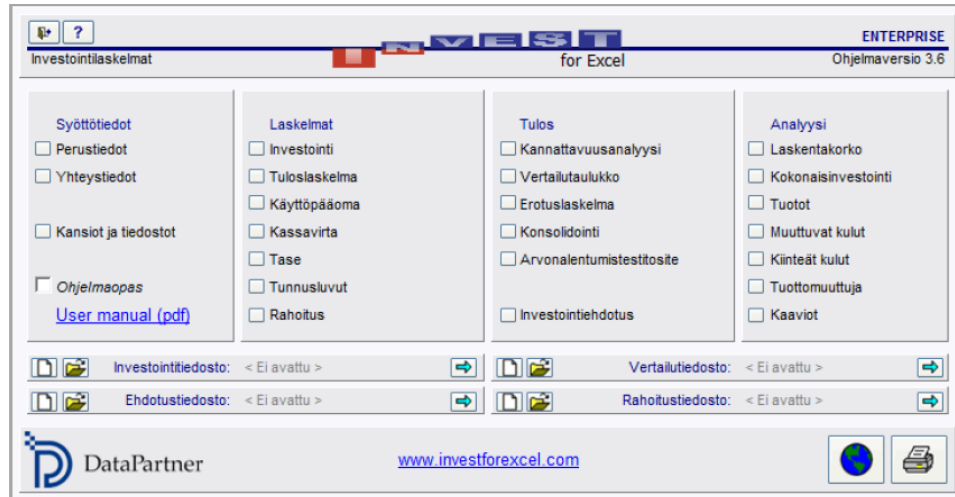 ?
INVEST
ENTERPRISE
Investointilaskelmat
for Excel
Ohjelmaversio 3.6
Syöttötiedot
Perustiedot
Yhteystiedot
Kansiot ja tiedostot
Ohjelmaopas
User manual (pdf)
Laskelmat
Investointi
Tuloslaskelma
Käyttöpääoma
Kassavirta
Tase
Tunnusluvut
Rahoitus
Tulos
Kannattavuusanalyysi
Vertailutaulukko
Erotuslaskelma
Konsolidointi
Arvonalentumistestitosite
Investointiehdotus
Analyysi
Laskentakorko
Kokonaisinvestointi
Tuotot
Muuttuvat kulut
Kiinteät kulut
Tuottomuuttuja
Kaaviot
Investointitiedosto: < Ei avattu >
Vertailutiedosto: < Ei avattu >
Ehdotustiedosto: < Ei avattu >
Rahoitustiedosto: < Ei avattu >
DataPartner
www.investforexcel.com